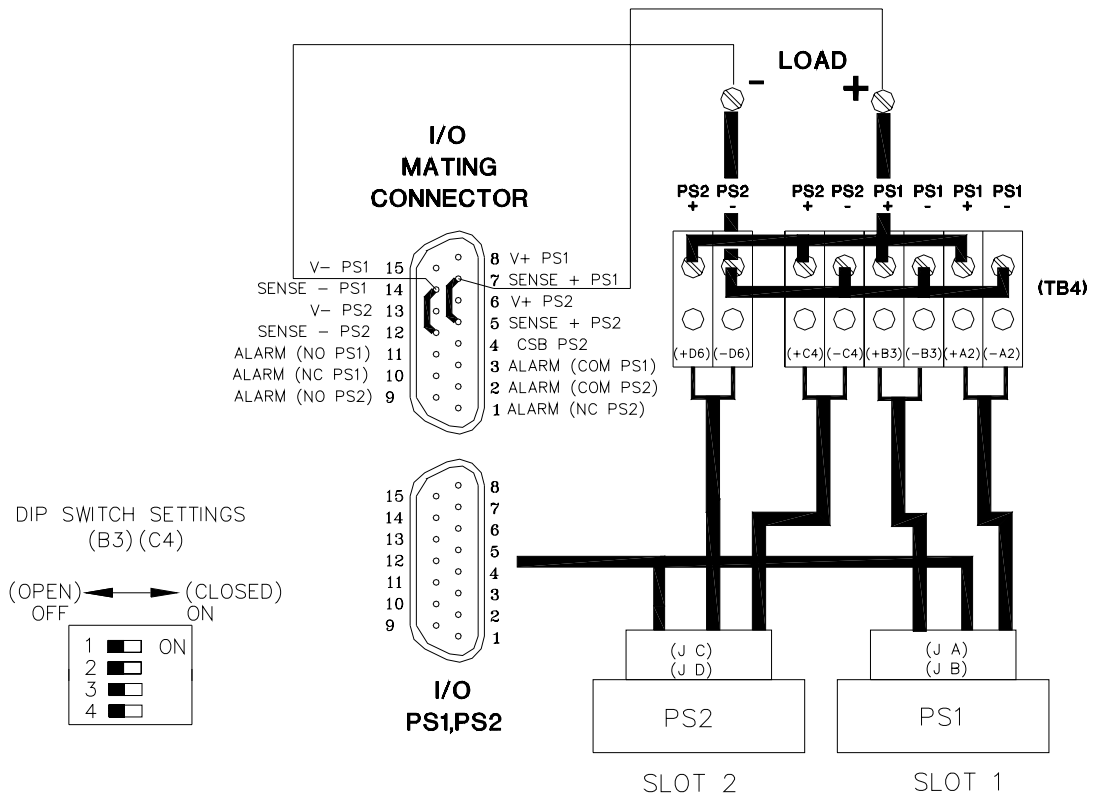 LOAD
- +
I/O
MATING
CONNECTOR
PS2 PS2 PS2 PS2 PS1 PS1 PS1 PS1
+ - + - + - + -
(TB4)
V- PS1 15
SENSE - PS1 14
V- PS2 13
SENSE - PS2 12
ALARM (NO PS1) 11
ALARM (NC PS1) 10
ALARM (NO PS2) 9
8 V+ PS1
7 SENSE + PS1
6 V+ PS2
5 SENSE + PS2
4 CSB PS2
3 ALARM (COM PS1)
2 ALARM (COM PS2)
1 ALARM (NC PS2)
(+D6) (-D6) (+C4) (-C4) (+B3) (-B3) (+A2) (-A2)
15
14
13
12
11
10
9
8
7
6
5
4
3
2
1
I/O
PS1,PS2
DIP SWITCH SETTINGS
(B3)(C4)
(OPEN) (CLOSED)
OFF ON
1 ON
2
3
4
(J C)
(J D)
PS2
SLOT 2
(J A)
(J B)
PS1
SLOT 1